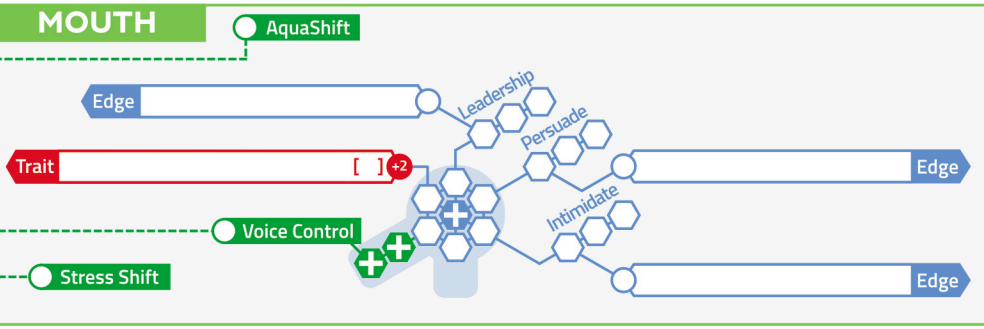 MOUTH
AquaShift
Edge
Leadership
Persuade
Trait [ ] +2
Edge
Intimidate
Voice Control
Stress Shift
Edge